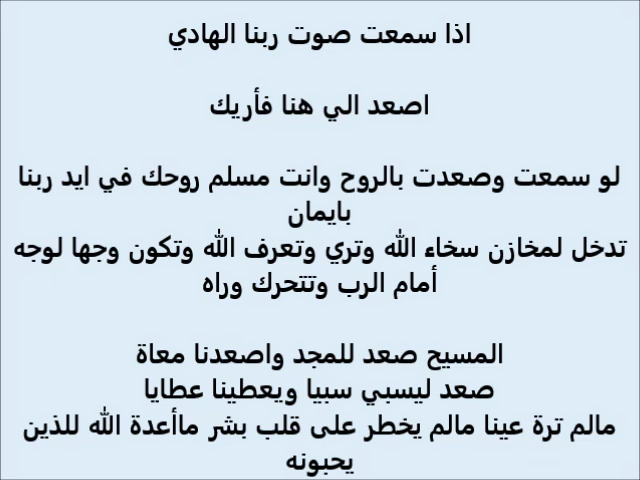 اذا سمعت صوت ربنا الهادي
اصعد الي هنا فأريك
لو سمعت وصعدت بالروح وانت مسلم روحك في ايد ربنا
بايمان
تدخل لمخازن سخاء الله وتري وتعرف الله وتكون وجها لوجه
أمام الرب وتتحرك وراه
المسيح صعد للمجد واصعدنا معاة
صعد ليسبي سبيا ويعطينا عطايا
مالم ترة عينا مالم يخطر على قلب بشر ماأعدة الله للذين
يحبونه